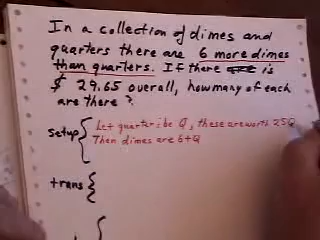 In a collection of dimes and
quarters there are 6 more dimes
than quarters. If there is
$ 29.65 overall, how many of each
are there?
setup { Let quarter be Q, these are worth 25Q
Then dimes are 6+Q
trans {
{